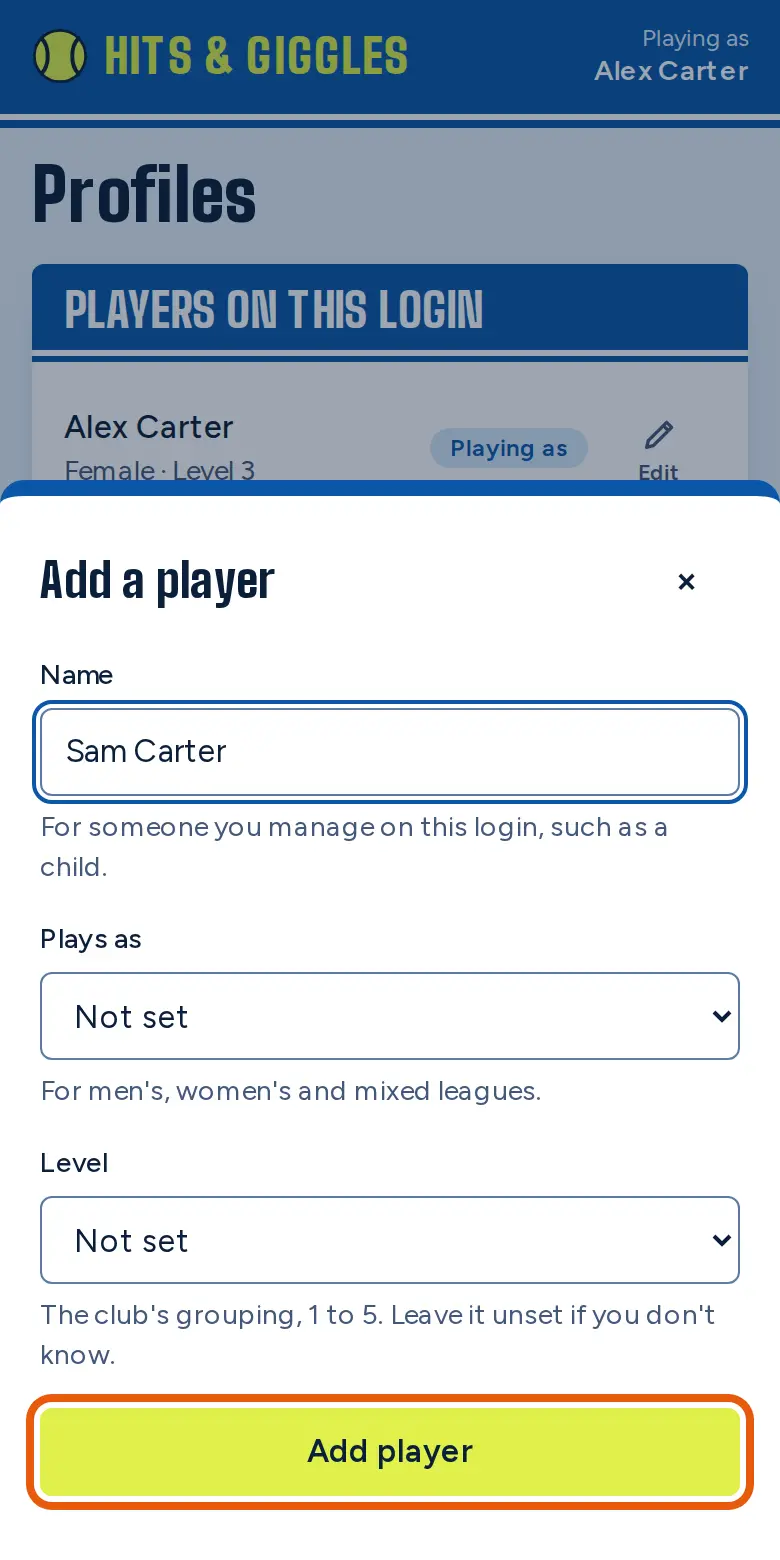 HITS & GIGGLES
Playing as
Alex Carter
Profiles
PLAYERS ON THIS LOGIN
Alex Carter
Female · Level 3
Playing as
Edit
Add a player
×
Name
Sam Carter
For someone you manage on this login, such as a
child.
Plays as
Not set
For men's, women's and mixed leagues.
Level
Not set
The club's grouping, 1 to 5. Leave it unset if you don't
know.
Add player